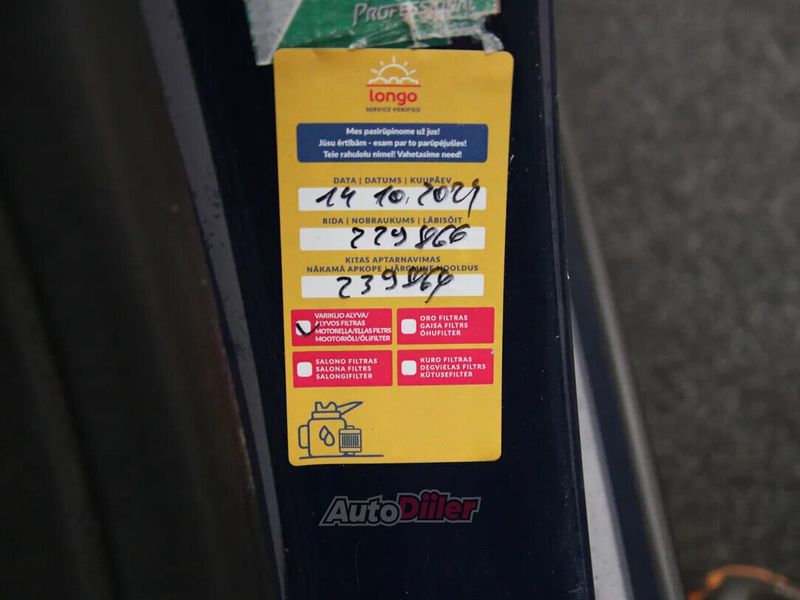 PROFESSIONAL
longo
SERVICE VERIFIED
Mes pasirūpinome už jus!
Jūsu ērtībām - esam par to parūpējušies!
Teie rahulolu nimel! Vahetasime need!
DATA | DATUMS | KUUPÄEV
14 10. 2021
RIDA | NOBRAUKUMS | LÄBISÕIT
229866
KITAS APTARNAVIMAS
NĀKAMĀ APKOPE | JÄRGMINE HOOLDUS
VARIKLIO ALYVA/
ALYVOS FILTRAS
MOTOREĻĻA/EĻĻAS FILTRS
MOOTORIÕLI/ÕLIFILTER
ORO FILTRAS
GAISA FILTRS
ÕHUFILTER
SALONO FILTRAS
SALONA FILTRS
SALONGIFILTER
KURO FILTRAS
DEGVIELAS FILTRS
KÜTUSEFILTER
AutoDiiler